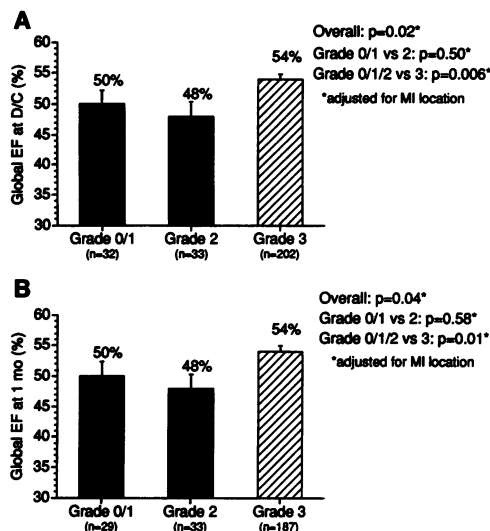 A
Overall: p=0.02*
Grade 0/1 vs 2: p=0.50*
Grade 0/1/2 vs 3: p=0.006*
*adjusted for MI location
Global EF at D/C (%)
60
55
50
45
40
30
50%
48%
54%
Grade 0/1
(n=32)
Grade 2
(n=33)
Grade 3
(n=202)
B
Overall: p=0.04*
Grade 0/1 vs 2: p=0.58*
Grade 0/1/2 vs 3: p=0.01*
*adjusted for MI location
Global EF at 1 mo (%)
60
55
50
45
40
35
30
50%
48%
54%
Grade 0/1
(n=29)
Grade 2
(n=33)
Grade 3
(n=187)